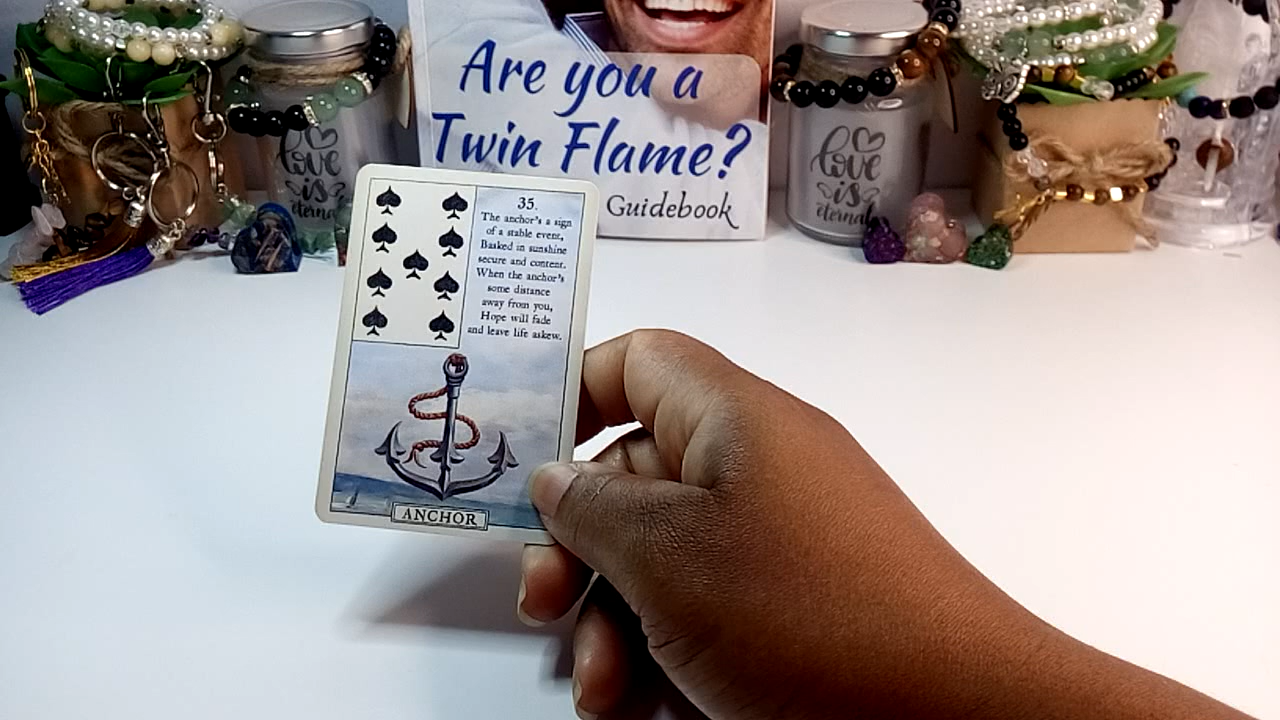 Are you a
Twin Flame?
Guidebook
love
is
eternal
love
is
eternal
35.
The anchor's a sign
of a stable event,
Basked in sunshine
secure and content.
When the anchor's
some distance
away from you,
Hope will fade
and leave life askew.
ANCHOR